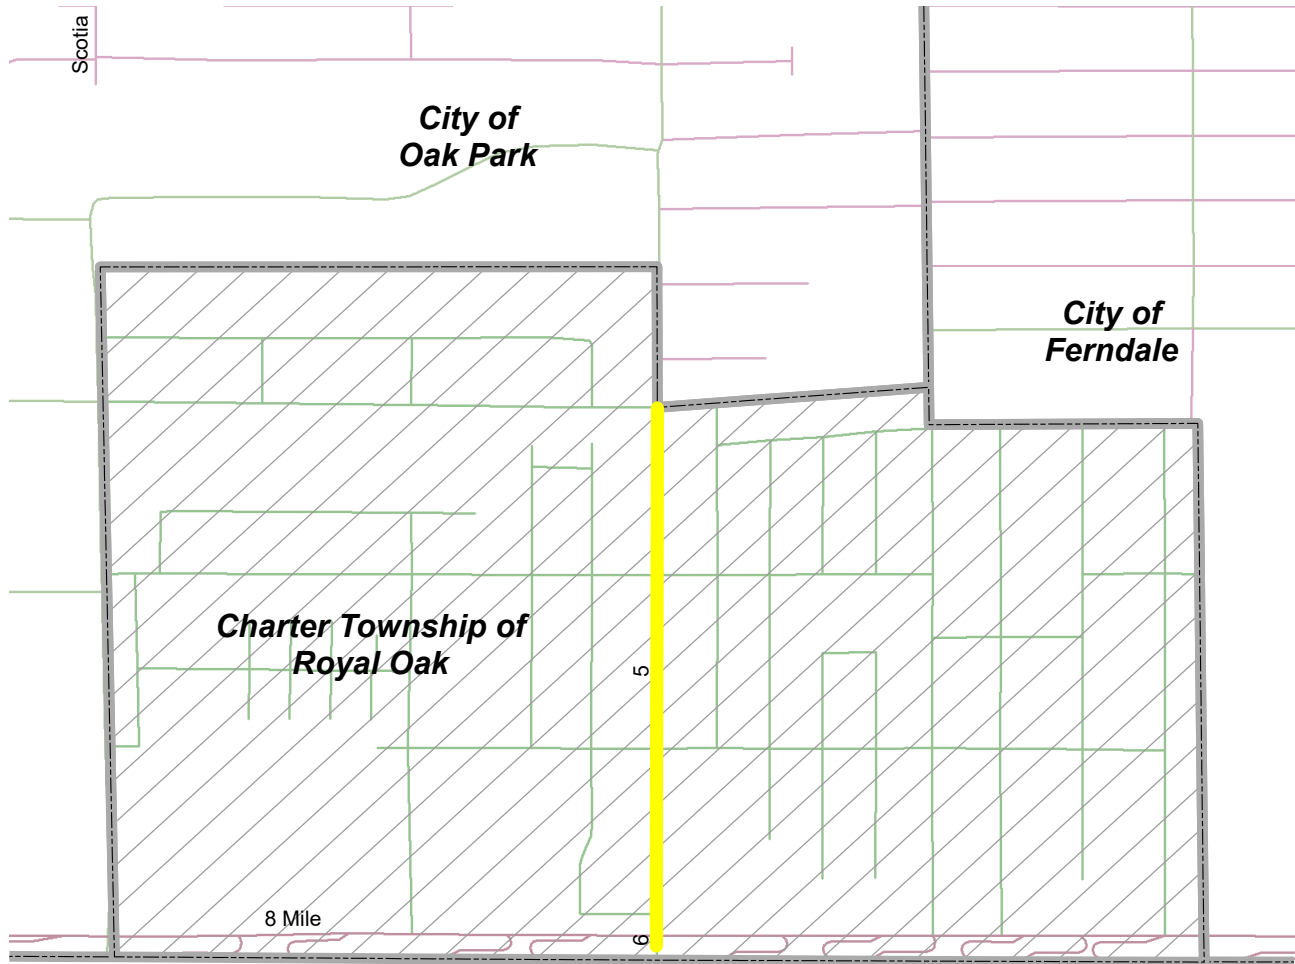 Scotia
City of
Oak Park
City of
Ferndale
Charter Township of
Royal Oak
5
8 Mile
6